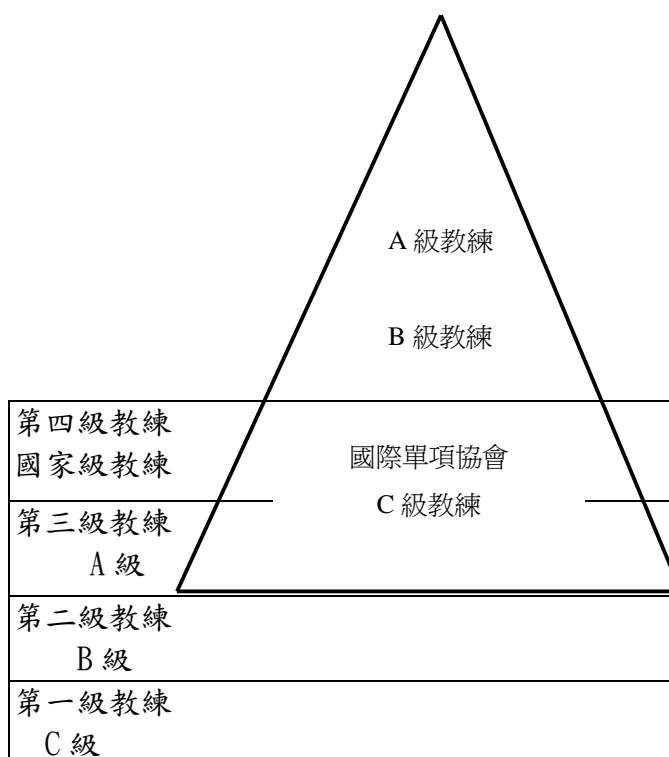 A 級教練
B 級教練
第四級教練
國家級教練
國際單項協會
C 級教練
第三級教練
A 級
第二級教練
B 級
第一級教練
C 級